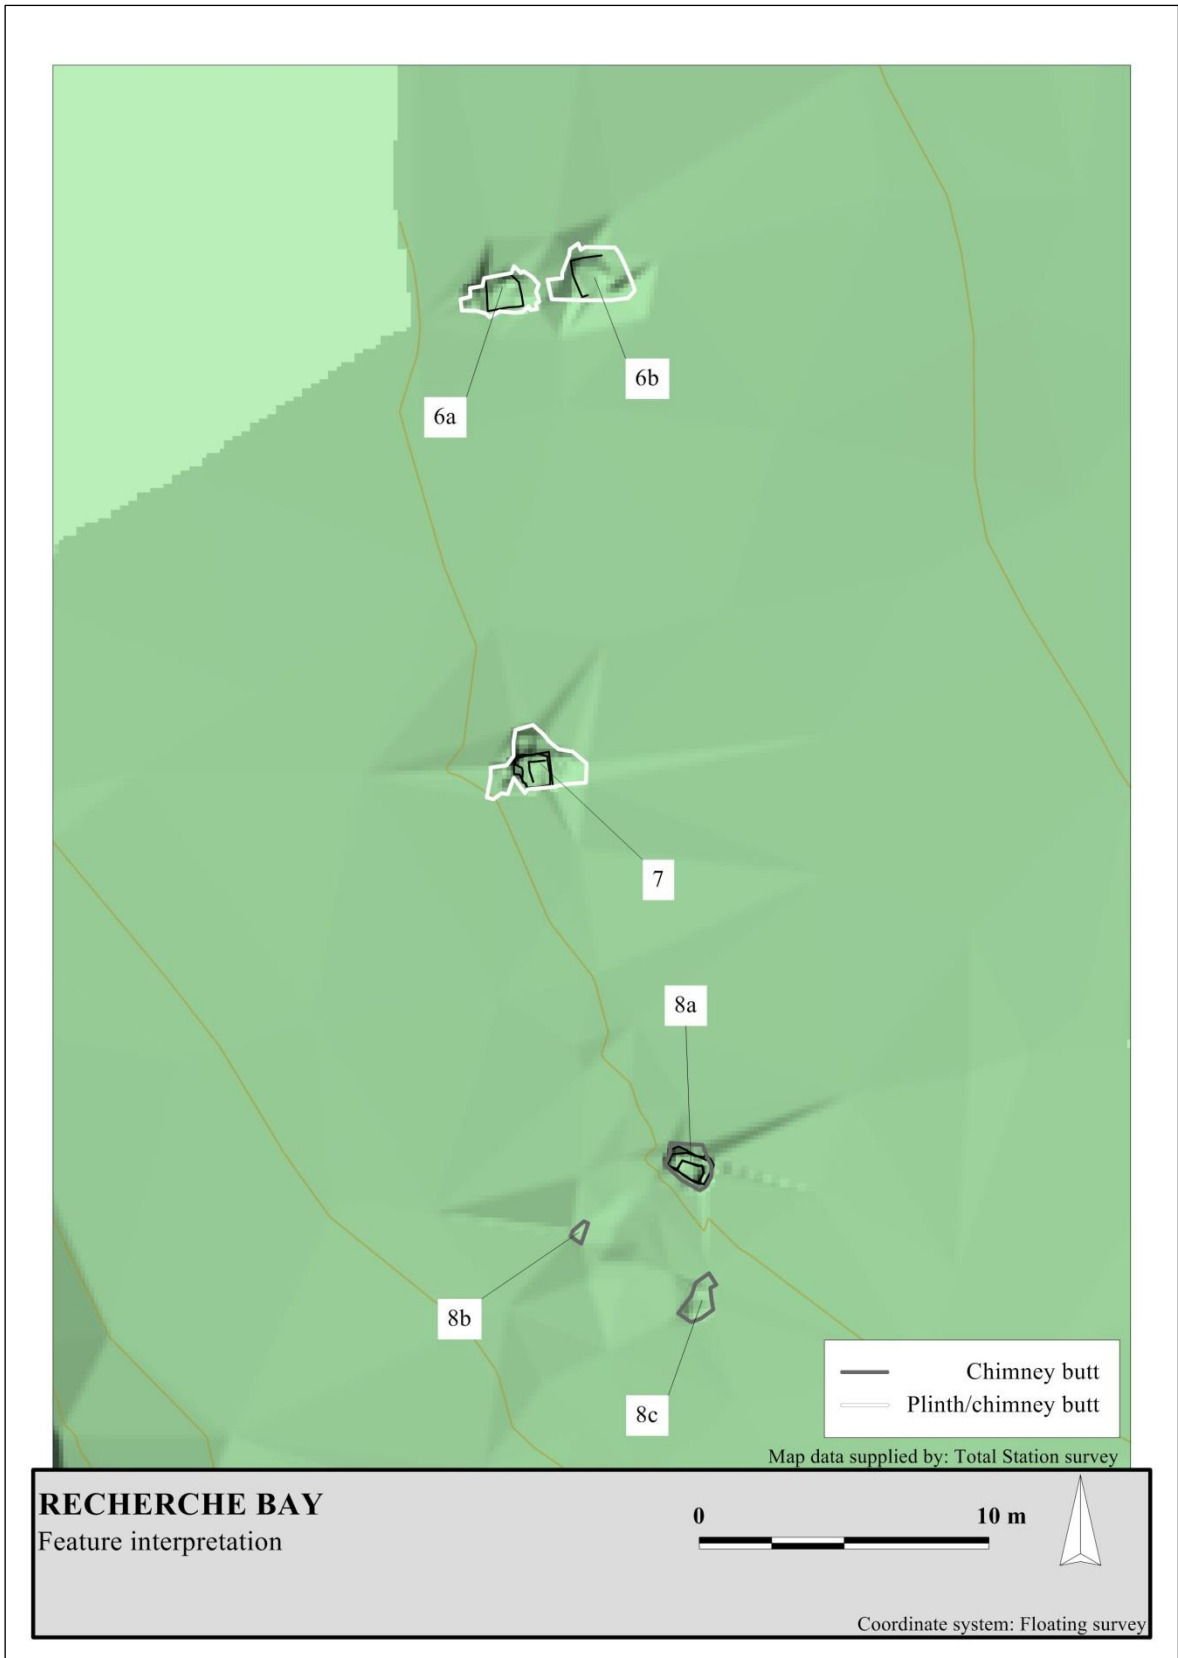 6b
6a
7
8a
8b
8c
Chimney butt
Plinth/chimney butt
Map data supplied by: Total Station survey
RECHERCHE BAY
Feature interpretation
0 10 m
Coordinate system: Floating survey